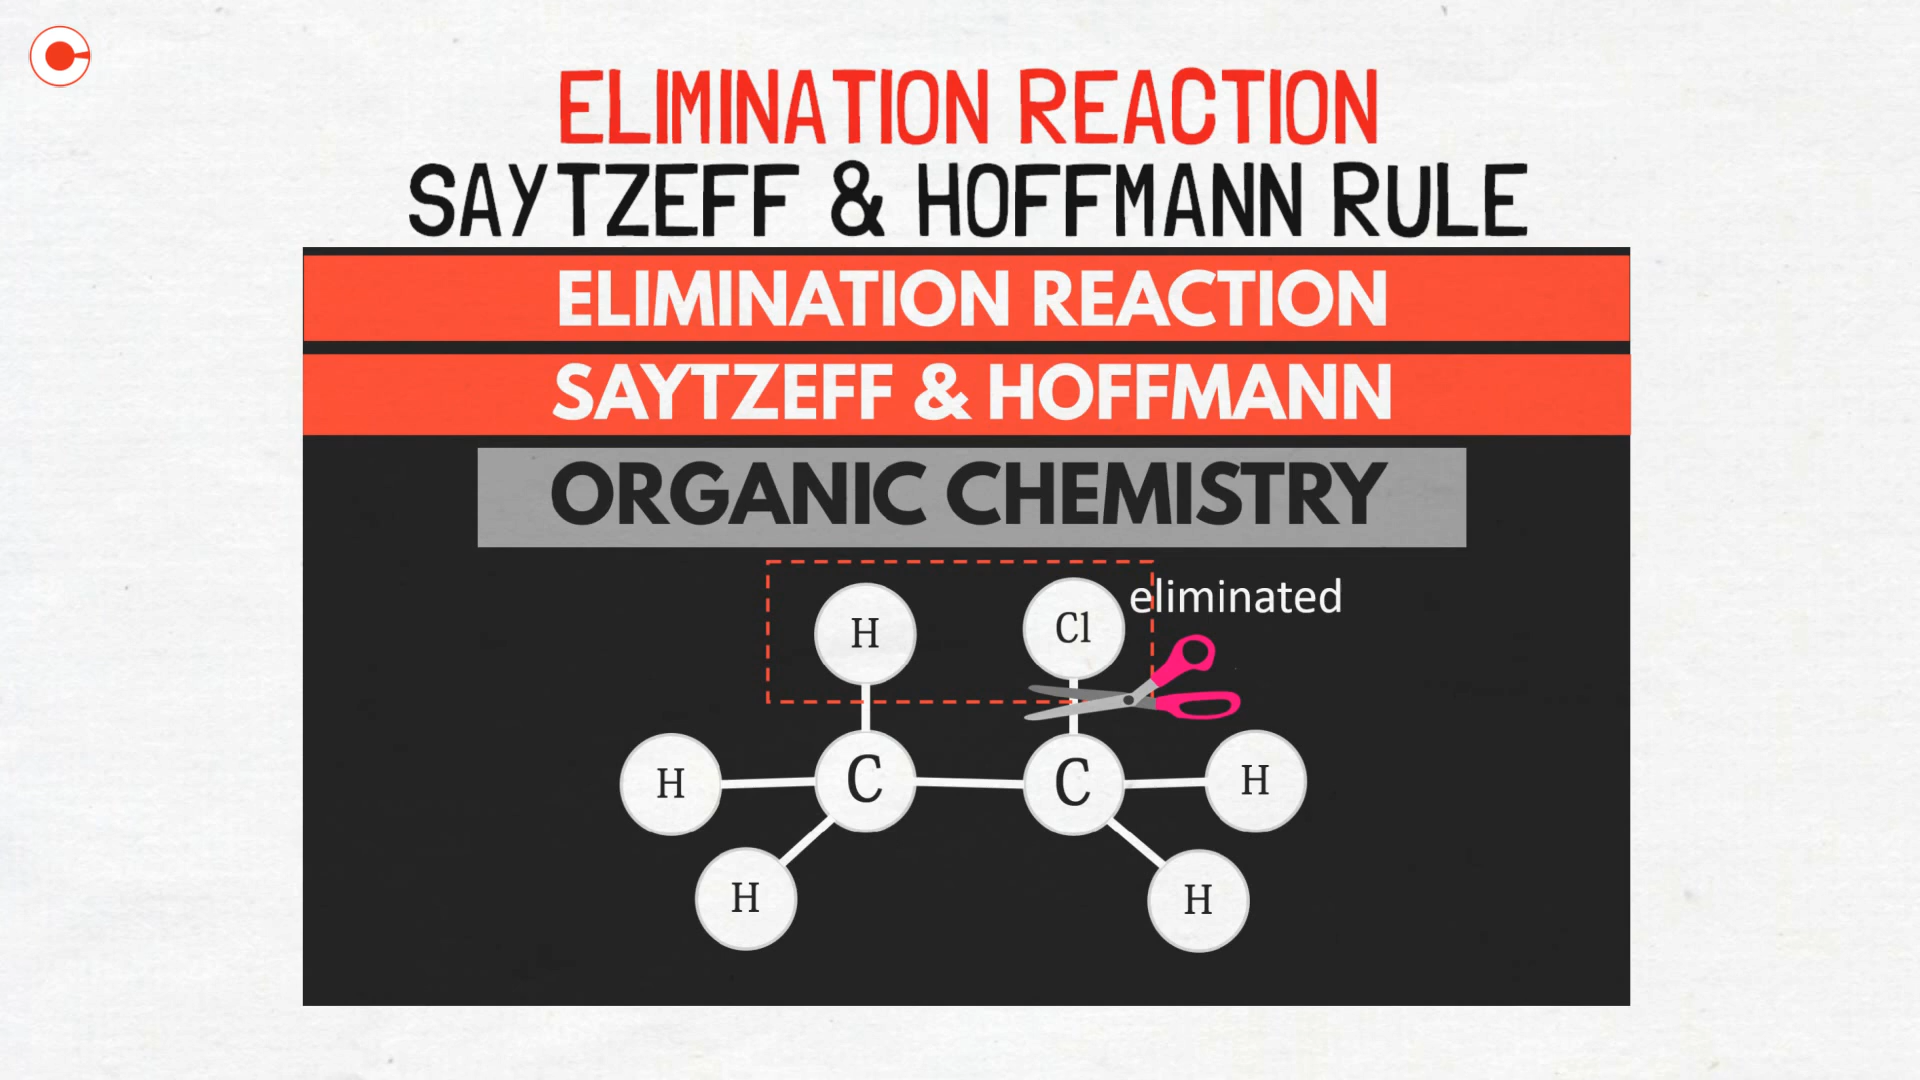 ELIMINATION REACTION
SAYTZEFF & HOFFMANN RULE
ELIMINATION REACTION
SAYTZEFF & HOFFMANN
ORGANIC CHEMISTRY
eliminated
H Cl
H C C H
H H